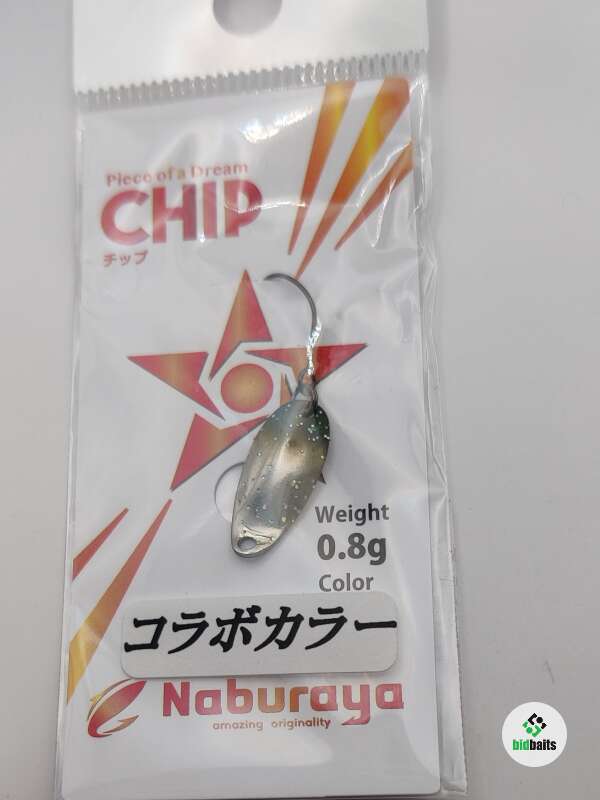 Piece of a Dream
CHIP
チップ
Weight
0.8g
Color
コラボカラー
Naburaya
amazing originality
bidbaits